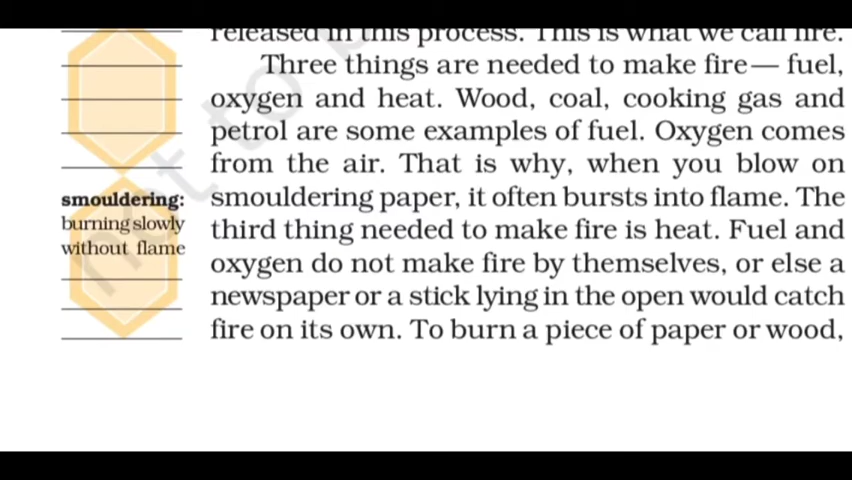 released in this process. This is what we call fire.
Three things are needed to make fire— fuel,
oxygen and heat. Wood, coal, cooking gas and
petrol are some examples of fuel. Oxygen comes
from the air. That is why, when you blow on
smouldering paper, it often bursts into flame. The
third thing needed to make fire is heat. Fuel and
oxygen do not make fire by themselves, or else a
newspaper or a stick lying in the open would catch
fire on its own. To burn a piece of paper or wood,
smouldering:
burning slowly
without flame
not to b